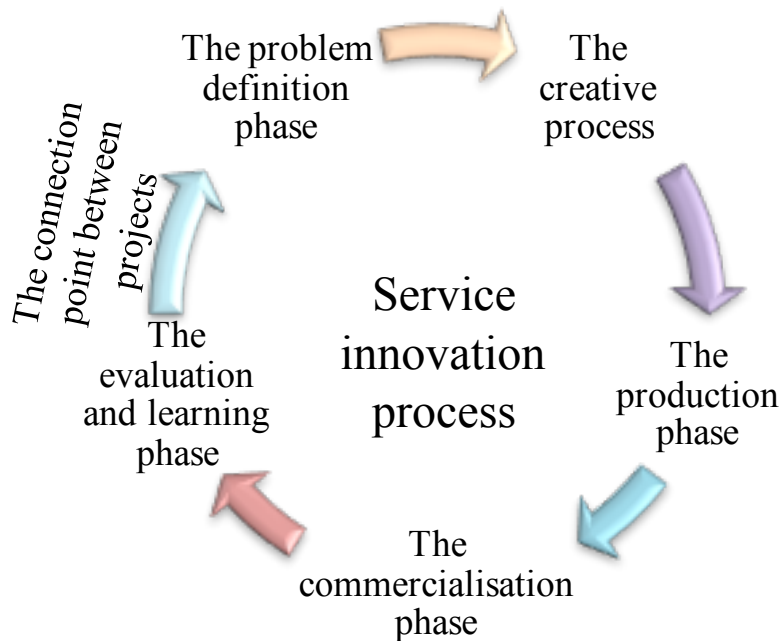 The problem
definition
phase
The
creative
process
The connection
point between
projects
Service
innovation
process
The
production
phase
The
evaluation
and learning
phase
The
commercialisation
phase